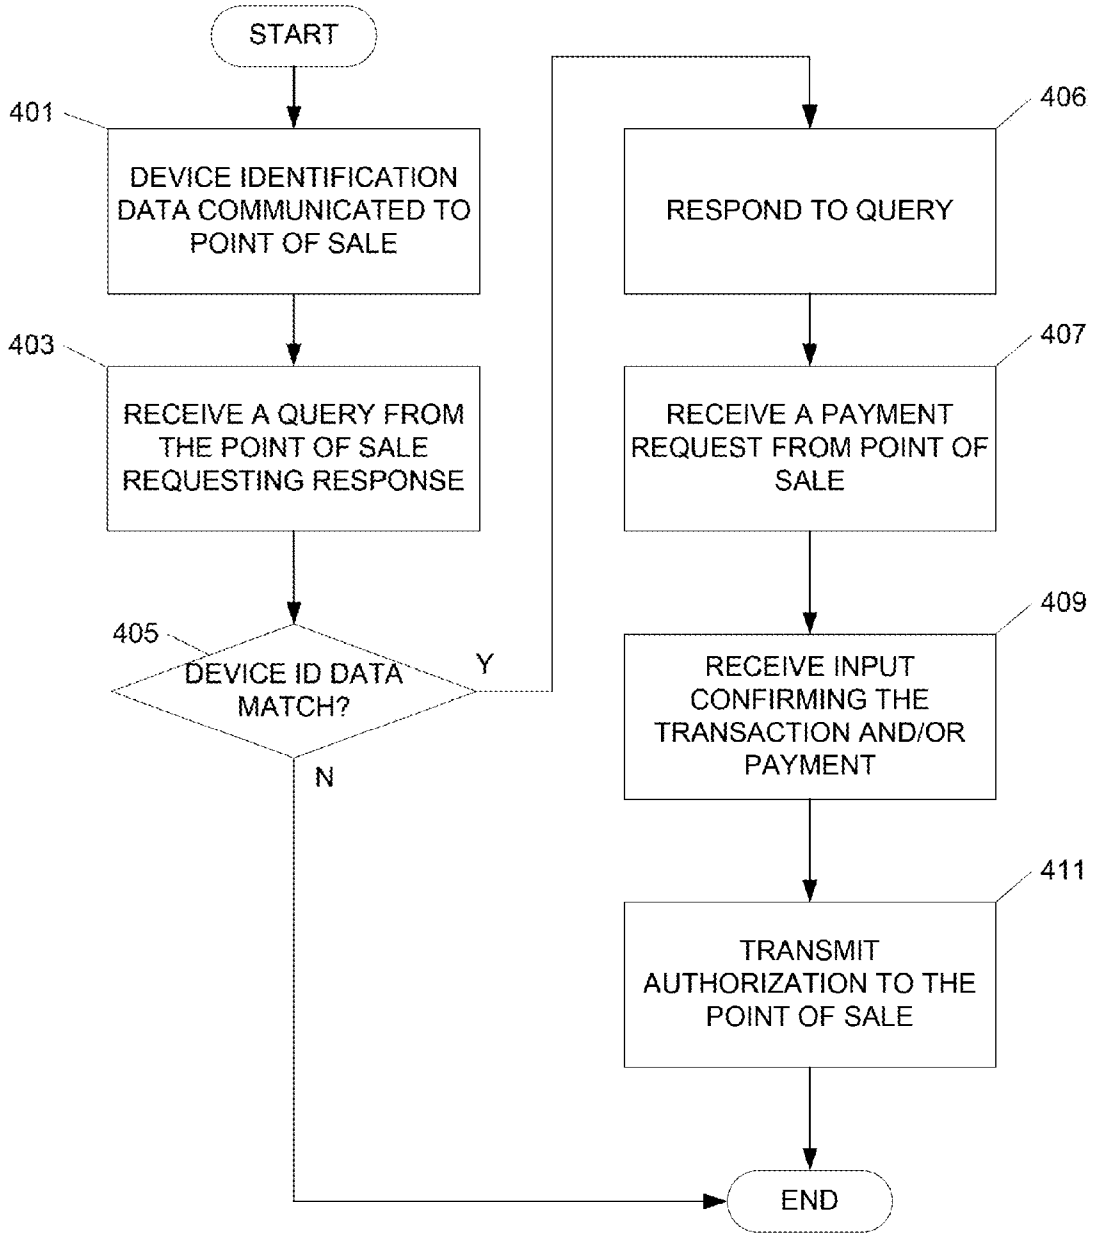 START
401
DEVICE IDENTIFICATION
DATA COMMUNICATED TO
POINT OF SALE
403
RECEIVE A QUERY FROM
THE POINT OF SALE
REQUESTING RESPONSE
405
DEVICE ID DATA
MATCH?
Y
N
406
RESPOND TO QUERY
407
RECEIVE A PAYMENT
REQUEST FROM POINT OF
SALE
409
RECEIVE INPUT
CONFIRMING THE
TRANSACTION AND/OR
PAYMENT
411
TRANSMIT
AUTHORIZATION TO THE
POINT OF SALE
END